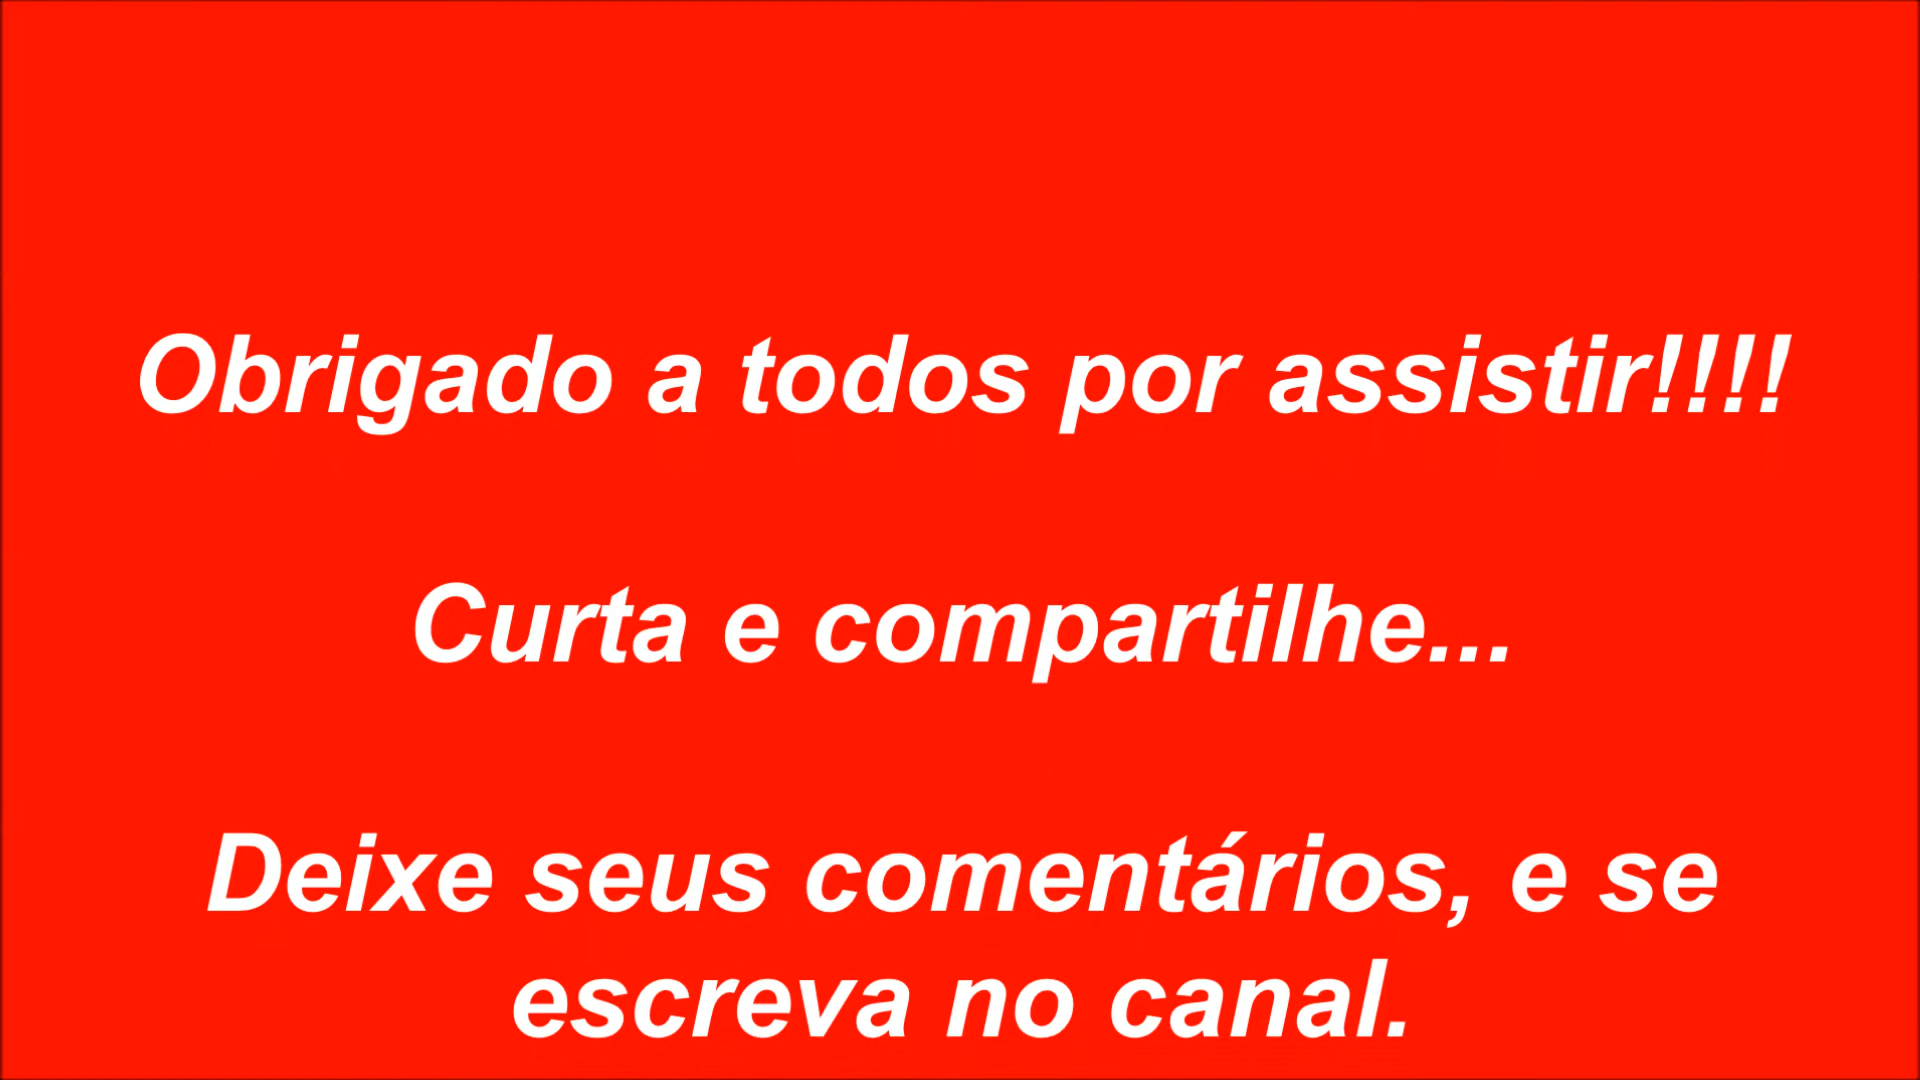 Obrigado a todos por assistir!!!!
Curta e compartilhe...
Deixe seus comentários, e se
escreva no canal.